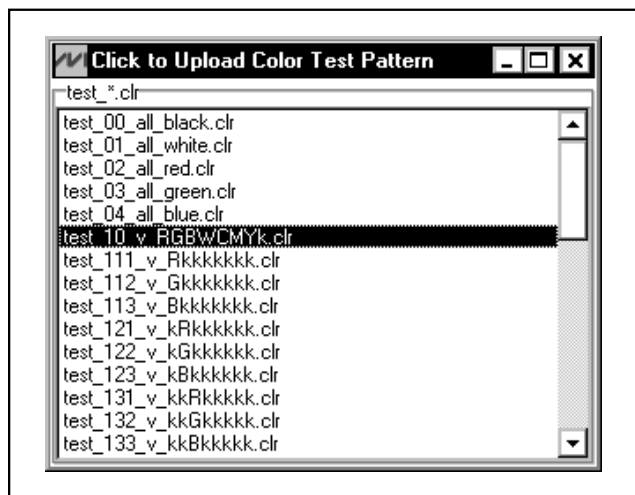 Click to Upload Color Test Pattern
test_*.clr
test_00_all_black.clr
test_01_all_white.clr
test_02_all_red.clr
test_03_all_green.clr
test_04_all_blue.clr
test_10_v_RGBWCMYk.clr
test_111_v_Rkkkkkkk.clr
test_112_v_Gkkkkkkk.clr
test_113_v_Bkkkkkkk.clr
test_121_v_kRkkkkkk.clr
test_122_v_kGkkkkkk.clr
test_123_v_kBkkkkkk.clr
test_131_v_kkRkkkkk.clr
test_132_v_kkGkkkkk.clr
test_133_v_kkBkkkkk.clr